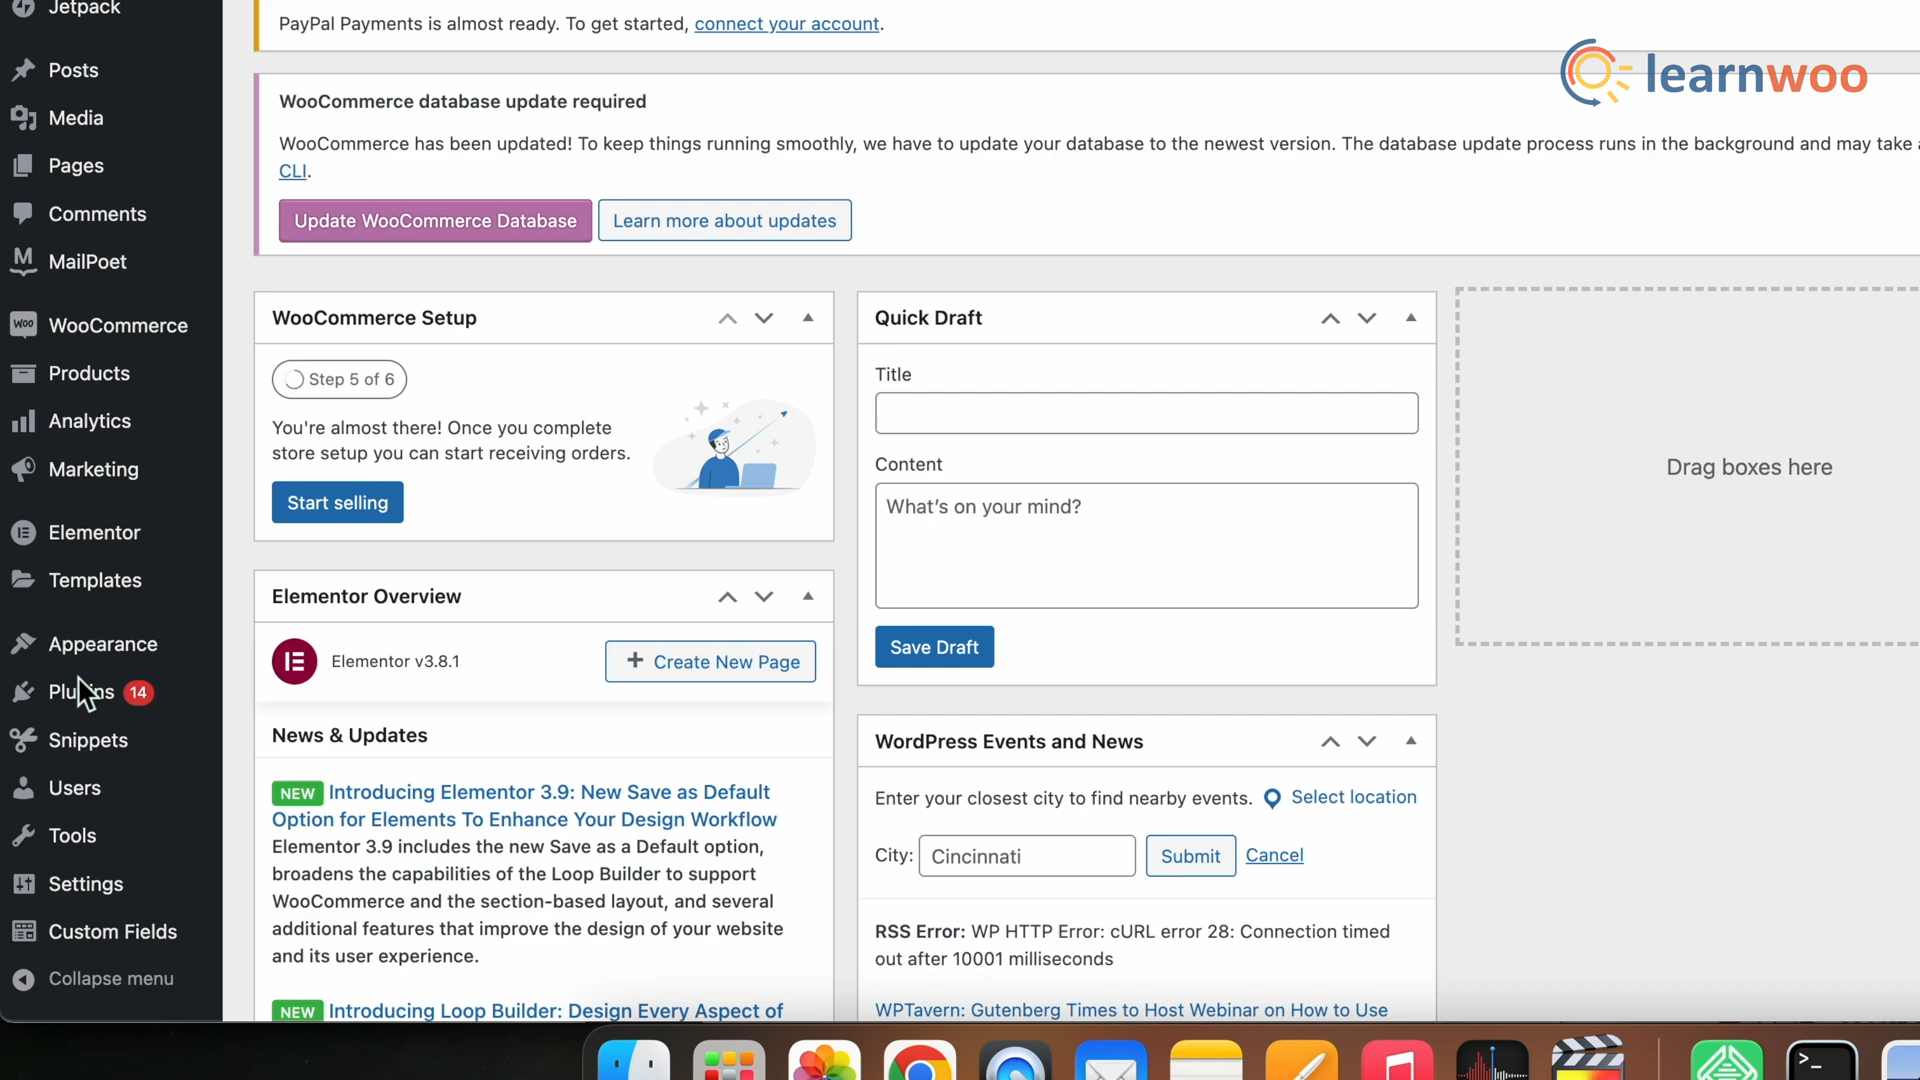 Jetpack
Posts
Media
Pages
Comments
MailPoet
WooCommerce
Products
Analytics
Marketing
Elementor
Templates
Appearance
Plugins 14
Snippets
Users
Tools
Settings
Custom Fields
Collapse menu
PayPal Payments is almost ready. To get started, connect your account.
learnwoo
WooCommerce database update required
WooCommerce has been updated! To keep things running smoothly, we have to update your database to the newest version. The database update process runs in the background and may take
CLI.
Update WooCommerce Database
Learn more about updates
WooCommerce Setup
Step 5 of 6
You're almost there! Once you complete
store setup you can start receiving orders.
Start selling
Elementor Overview
Elementor v3.8.1
+ Create New Page
News & Updates
NEW Introducing Elementor 3.9: New Save as Default
Option for Elements To Enhance Your Design Workflow
Elementor 3.9 includes the new Save as a Default option,
broadens the capabilities of the Loop Builder to support
WooCommerce and the section-based layout, and several
additional features that improve the design of your website
and its user experience.
NEW Introducing Loop Builder: Design Every Aspect of
Quick Draft
Title
Content
What's on your mind?
Save Draft
WordPress Events and News
Enter your closest city to find nearby events. Select location
City: Cincinnati Submit Cancel
RSS Error: WP HTTP Error: cURL error 28: Connection timed
out after 10001 milliseconds
WPTavern: Gutenberg Times to Host Webinar on How to Use
Drag boxes here